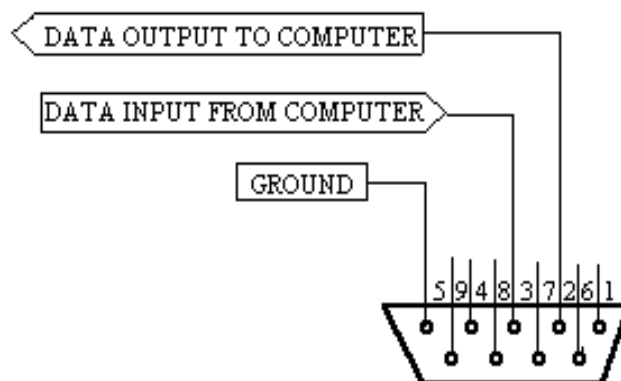 DATA OUTPUT TO COMPUTER
DATA INPUT FROM COMPUTER
GROUND
5 9 4 8 3 7 2 6 1